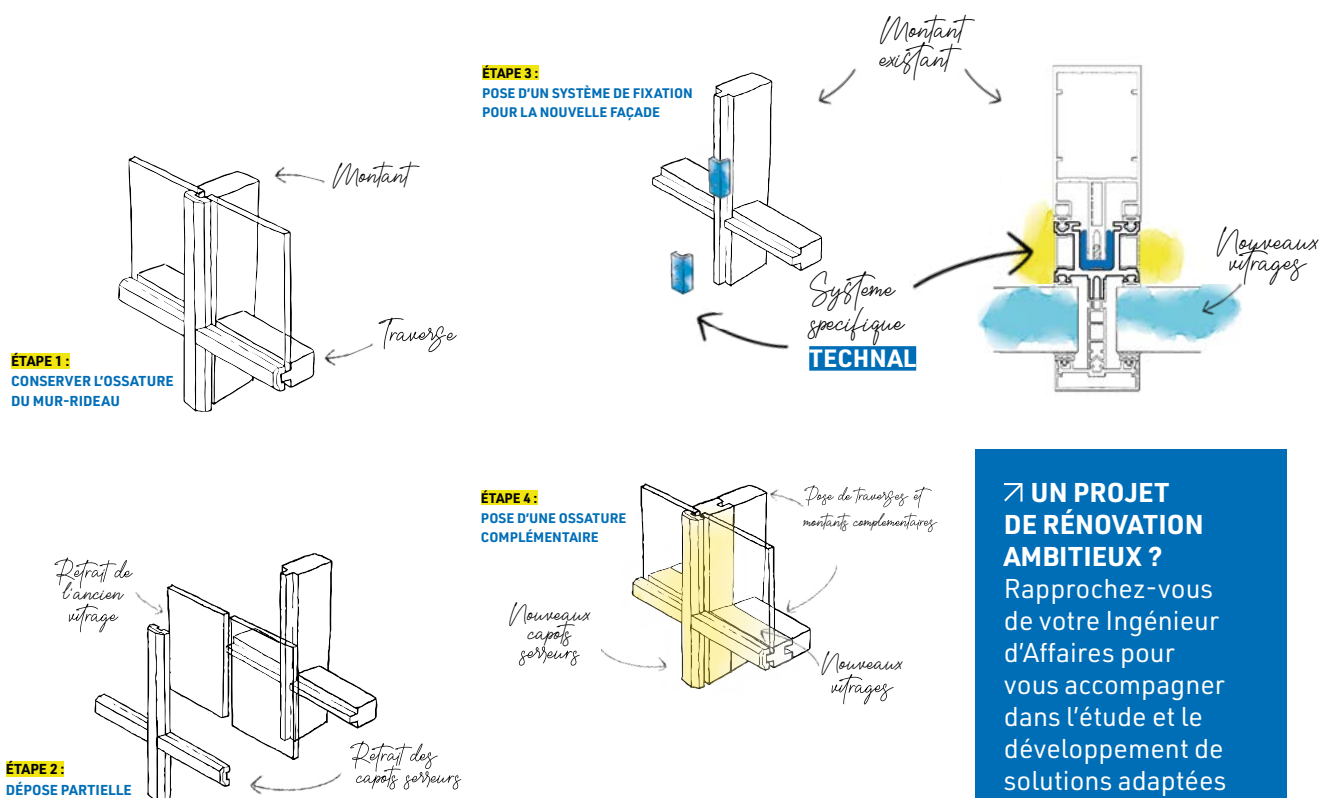 ÉTAPE 1 :
CONSERVER L'OSSATURE
DU MUR-RIDEAU
Montant
Traverse
ÉTAPE 2 :
DÉPOSE PARTIELLE
Retrait de
l'ancien
vitrage
Retrait des
capots serreurs
ÉTAPE 3 :
POSE D'UN SYSTÈME DE FIXATION
POUR LA NOUVELLE FAÇADE
Montant
existant
Systeme
specifique
TECHNAL
Nouveaux
vitrages
ÉTAPE 4 :
POSE D'UNE OSSATURE
COMPLÉMENTAIRE
Pose de traverses et
montants complementaires
Nouveaux
capots
serreurs
Nouveaux
vitrages
UN PROJET
DE RÉNOVATION
AMBITIEUX ?
Rapprochez-vous
de votre Ingénieur
d'Affaires pour
vous accompagner
dans l'étude et le
développement de
solutions adaptées